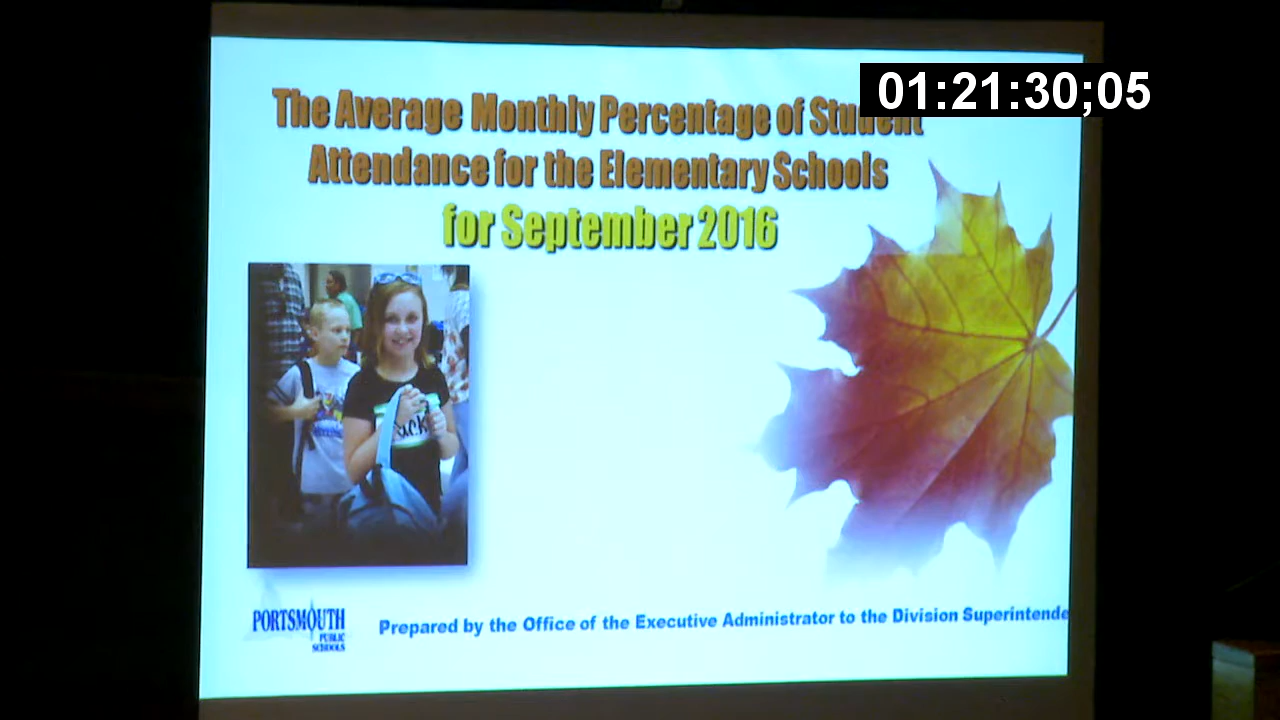 01:21:30;05
The Average Monthly Percentage of Student
Attendance for the Elementary Schools
for September 2016
PORTSMOUTH
PUBLIC
SCHOOLS
Prepared by the Office of the Executive Administrator to the Division Superintende